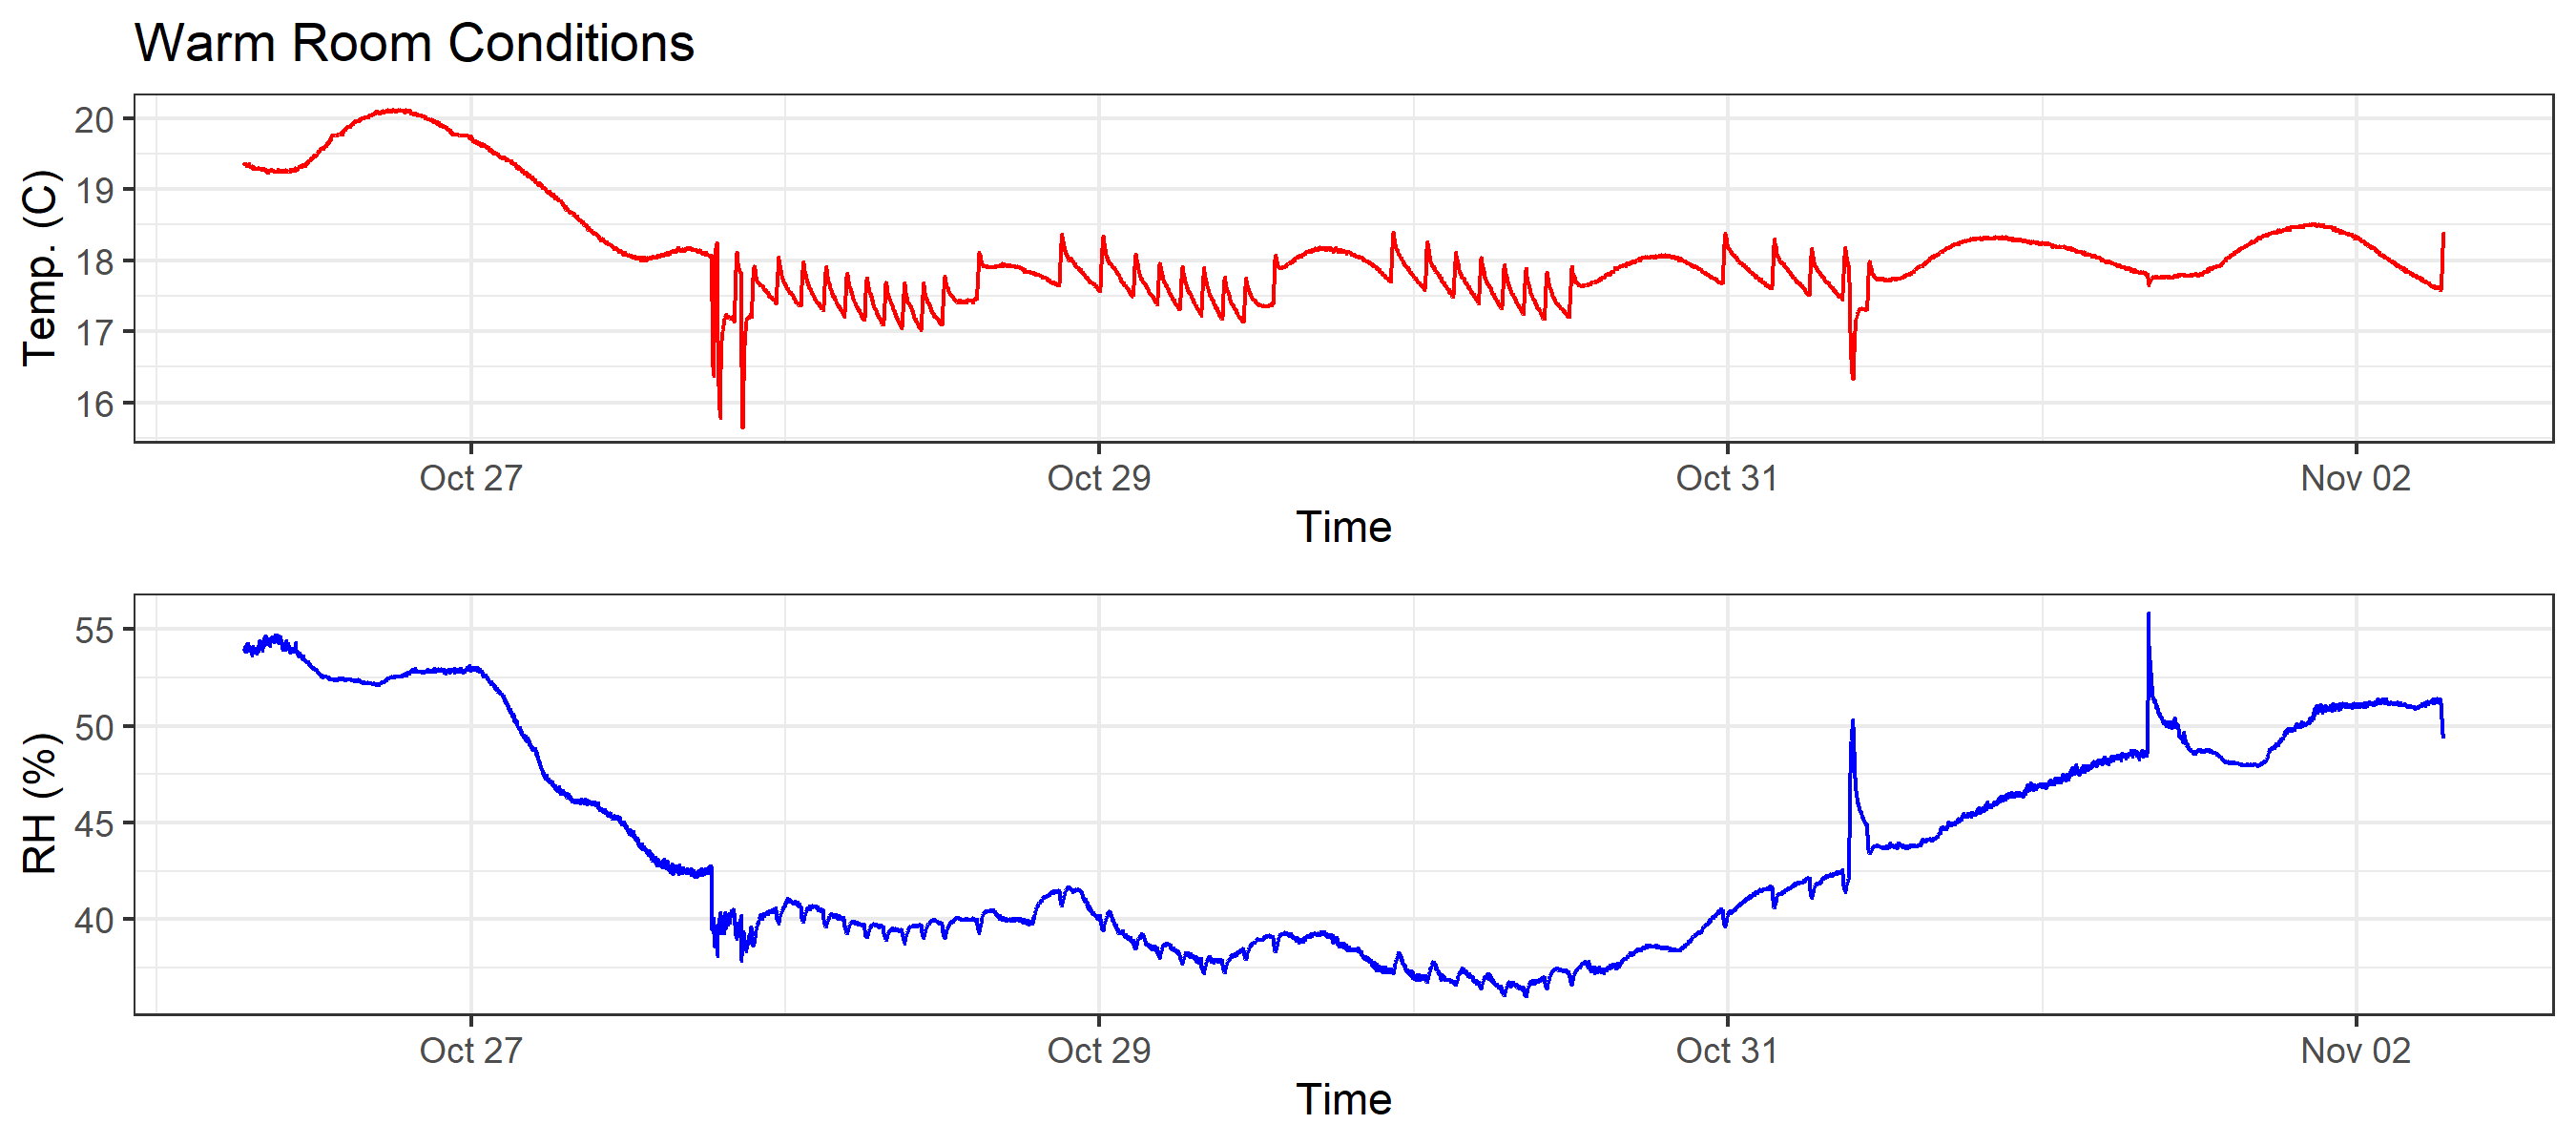 Warm Room Conditions
Temp. (C)
20
19
18
17
16
Oct 27 Oct 29 Oct 31 Nov 02
Time
RH (%)
55
50
45
40
Oct 27 Oct 29 Oct 31 Nov 02
Time